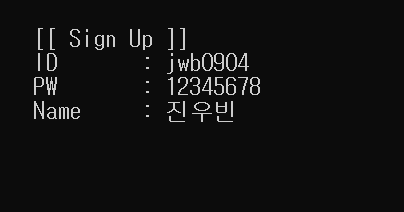 [[ Sign Up ]]
ID : jwb0904
PW : 12345678
Name : 진우빈